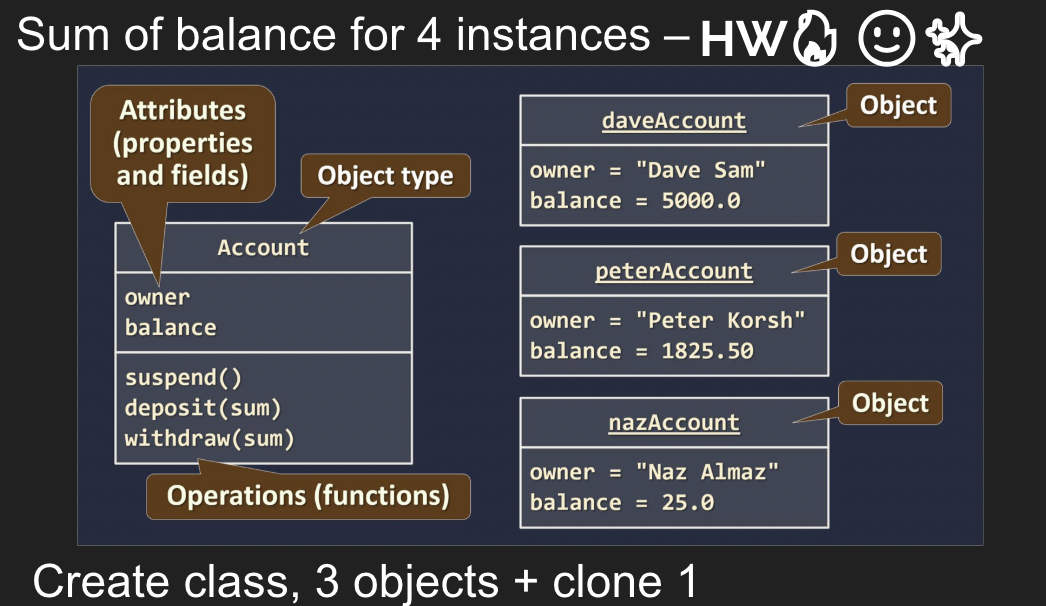 Sum of balance for 4 instances – HW
Attributes
(properties
and fields)
Object type
Account
owner
balance
suspend()
deposit(sum)
withdraw(sum)
Operations (functions)
daveAccount
Object
owner = "Dave Sam"
balance = 5000.0
peterAccount
Object
owner = "Peter Korsh"
balance = 1825.50
nazAccount
Object
owner = "Naz Almaz"
balance = 25.0
Create class, 3 objects + clone 1